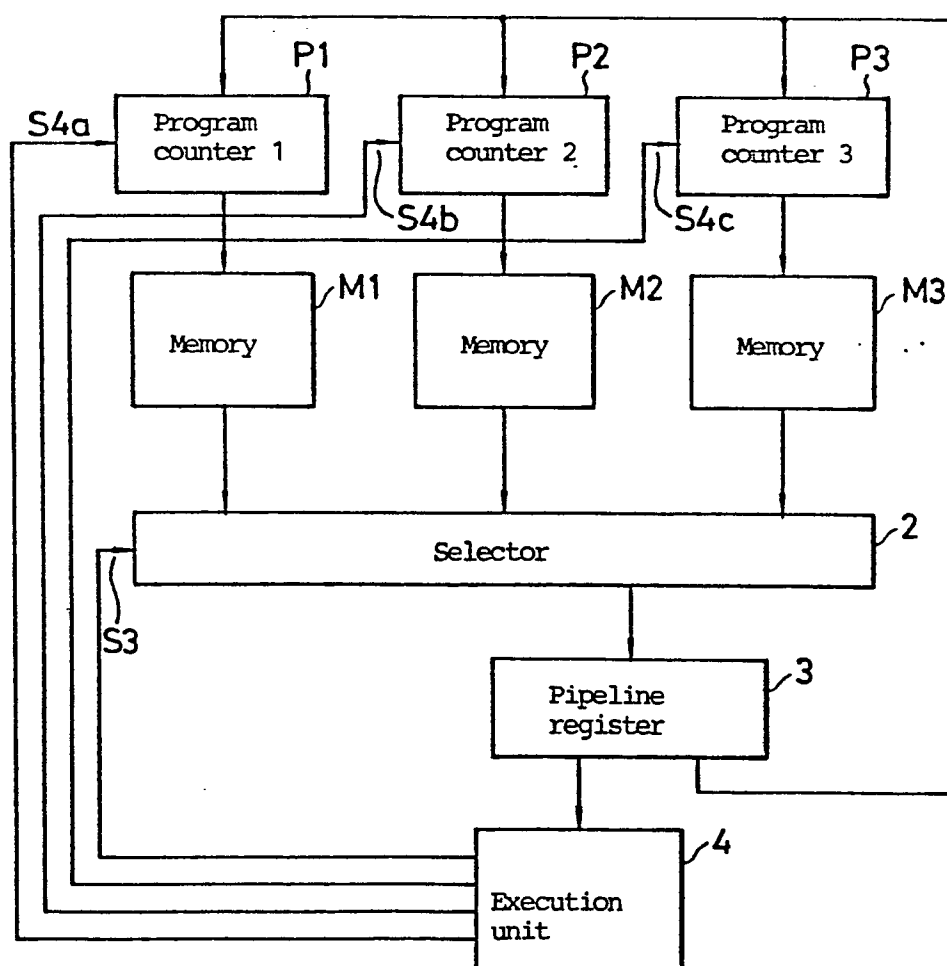 P1
P2
P3
S4a
Program
counter 1
Program
counter 2
Program
counter 3
S4b
S4c
M1
M2
M3
Memory
Memory
Memory
2
Selector
S3
3
Pipeline
register
4
Execution
unit